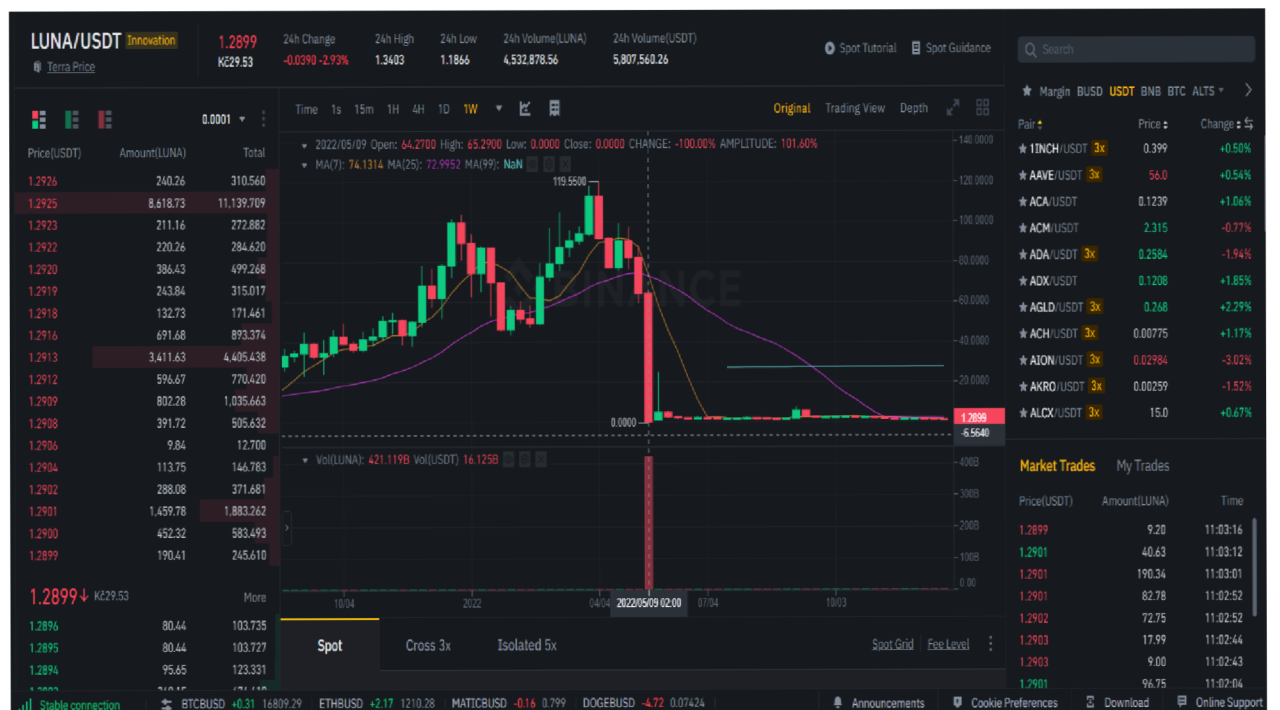 LUNA/USDT Innovation
Terra Price
1.2899
Kč29.53
24h Change
-0.0390 -2.93%
24h High
1.3403
24h Low
1.1866
24h Volume(LUNA)
4,532,878.56
24h Volume(USDT)
5,807,560.26
Spot Tutorial
Spot Guidance
0.0001
Price(USDT) Amount(LUNA) Total
1.2926 240.26 310.560
1.2925 8,618.73 11,139.709
1.2923 211.16 272.882
1.2922 220.26 284.620
1.2920 386.43 499.268
1.2919 243.84 315.017
1.2918 132.73 171.461
1.2916 691.68 893.374
1.2913 3,411.63 4,405.438
1.2912 596.67 770.420
1.2909 802.28 1,035.663
1.2908 391.72 505.632
1.2906 9.84 12.700
1.2904 113.75 146.783
1.2902 288.08 371.681
1.2901 1,459.78 1,883.262
1.2900 452.32 583.493
1.2899 190.41 245.610
1.2899↓ Kč29.53 More
1.2896 80.44 103.735
1.2895 80.44 103.727
1.2894 95.65 123.331
Time 1s 15m 1H 4H 1D 1W
Original Trading View Depth
2022/05/09 Open: 64.2700 High: 65.2900 Low: 0.0000 Close: 0.0000 CHANGE: -100.00% AMPLITUDE: 101.60%
MA(7): 74.1314 MA(25): 72.9952 MA(99): NaN
119.5500
BINANCE
0.0000
140.0000
120.0000
100.0000
80.0000
60.0000
40.0000
20.0000
1.2899
-6.5640
Vol(LUNA): 421.119B Vol(USDT) 16.125B
400B
300B
200B
100B
0.00
10/04 2022 04/04 2022/05/09 02:00 07/04 10/03
Spot Cross 3x Isolated 5x
Spot Grid Fee Level
Search
Margin BUSD USDT BNB BTC ALTS
Pair Price Change
1INCH/USDT 3x 0.399 +0.50%
AAVE/USDT 3x 56.0 +0.54%
ACA/USDT 0.1239 +1.06%
ACM/USDT 2.315 -0.77%
ADA/USDT 3x 0.2584 -1.94%
ADX/USDT 0.1208 +1.85%
AGLD/USDT 3x 0.268 +2.29%
ACH/USDT 3x 0.00775 +1.17%
AION/USDT 3x 0.02984 -3.02%
AKRO/USDT 3x 0.00259 -1.52%
ALCX/USDT 3x 15.0 +0.67%
Market Trades My Trades
Price(USDT) Amount(LUNA) Time
1.2899 9.20 11:03:16
1.2901 40.63 11:03:12
1.2901 190.34 11:03:01
1.2901 82.78 11:02:52
1.2902 72.75 11:02:52
1.2903 17.99 11:02:44
1.2903 9.00 11:02:43
1.2901 96.75 11:02:04
Stable connection
BTCBUSD +0.31 16809.29 ETHBUSD +2.17 1210.28 MATICBUSD -0.16 0.799 DOGEBUSD -4.72 0.07424
Announcements Cookie Preferences Download Online Support